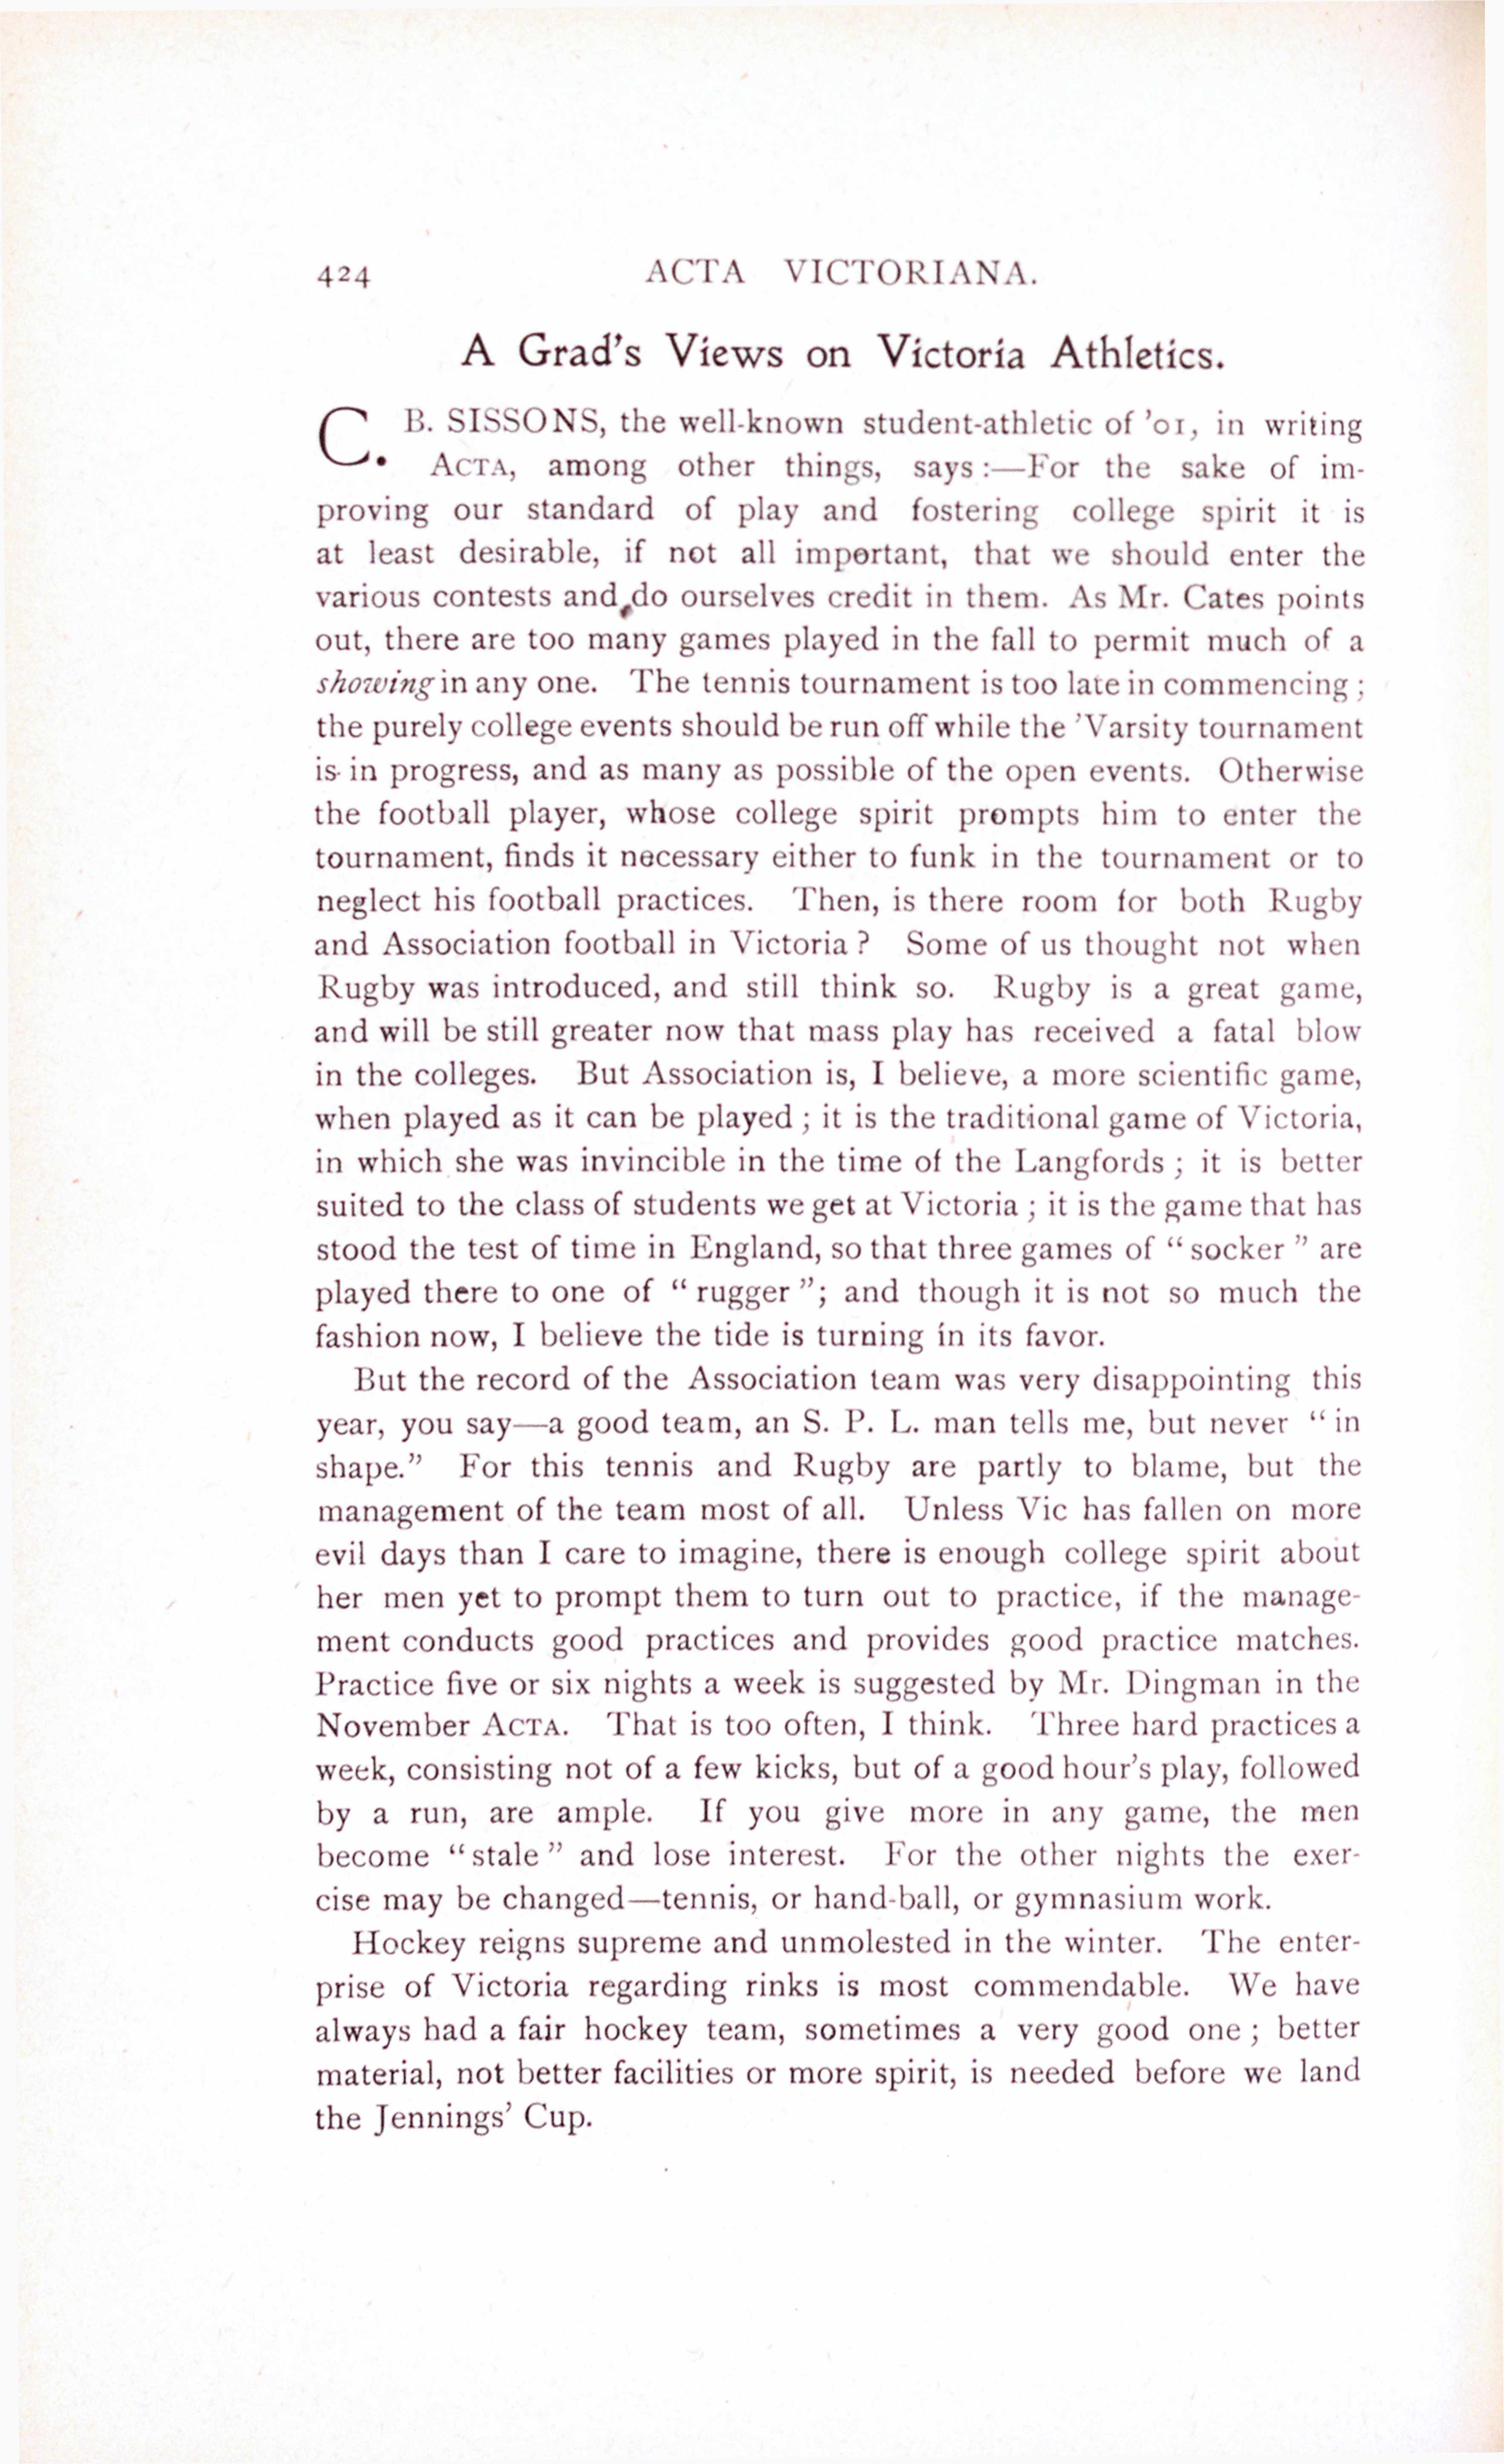 424 ACTA VICTORIANA.
A Grad's Views on Victoria Athletics.
C. B. SISSONS, the well-known student-athletic of '01, in writing
ACTA, among other things, says :—For the sake of im-
proving our standard of play and fostering college spirit it is
at least desirable, if not all important, that we should enter the
various contests and do ourselves credit in them. As Mr. Cates points
out, there are too many games played in the fall to permit much of a
showing in any one. The tennis tournament is too late in commencing ;
the purely college events should be run off while the 'Varsity tournament
is in progress, and as many as possible of the open events. Otherwise
the football player, whose college spirit prompts him to enter the
tournament, finds it necessary either to funk in the tournament or to
neglect his football practices. Then, is there room for both Rugby
and Association football in Victoria ? Some of us thought not when
Rugby was introduced, and still think so. Rugby is a great game,
and will be still greater now that mass play has received a fatal blow
in the colleges. But Association is, I believe, a more scientific game,
when played as it can be played ; it is the traditional game of Victoria,
in which she was invincible in the time of the Langfords ; it is better
suited to the class of students we get at Victoria ; it is the game that has
stood the test of time in England, so that three games of " socker " are
played there to one of " rugger "; and though it is not so much the
fashion now, I believe the tide is turning in its favor.
But the record of the Association team was very disappointing this
year, you say—a good team, an S. P. L. man tells me, but never " in
shape." For this tennis and Rugby are partly to blame, but the
management of the team most of all. Unless Vic has fallen on more
evil days than I care to imagine, there is enough college spirit about
her men yet to prompt them to turn out to practice, if the manage-
ment conducts good practices and provides good practice matches.
Practice five or six nights a week is suggested by Mr. Dingman in the
November ACTA. That is too often, I think. Three hard practices a
week, consisting not of a few kicks, but of a good hour's play, followed
by a run, are ample. If you give more in any game, the men
become " stale " and lose interest. For the other nights the exer-
cise may be changed—tennis, or hand-ball, or gymnasium work.
Hockey reigns supreme and unmolested in the winter. The enter-
prise of Victoria regarding rinks is most commendable. We have
always had a fair hockey team, sometimes a very good one ; better
material, not better facilities or more spirit, is needed before we land
the Jennings' Cup.